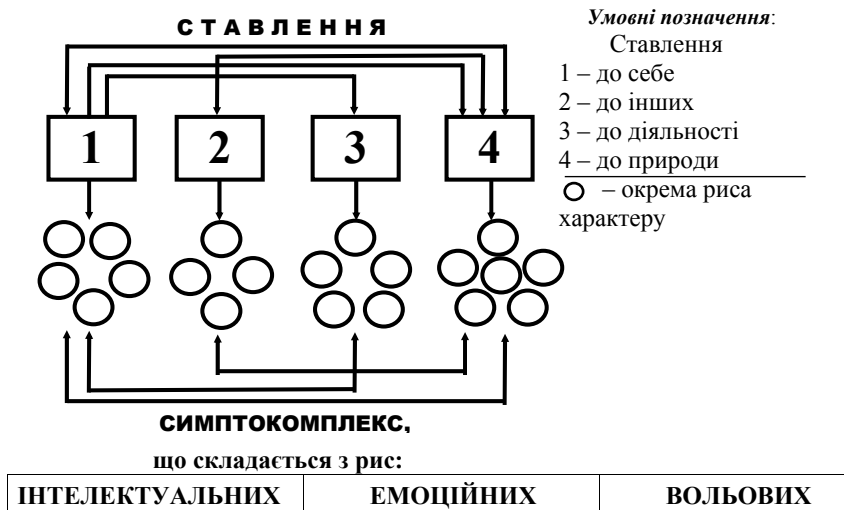 СТАВЛЕННЯ
Умовні позначення:
Ставлення
1 – до себе
2 – до інших
3 – до діяльності
4 – до природи
– окрема риса
характеру
1 2 3 4
СИМПТОКОМПЛЕКС,
що складається з рис:
ІНТЕЛЕКТУАЛЬНИХ ЕМОЦІЙНИХ ВОЛЬОВИХ